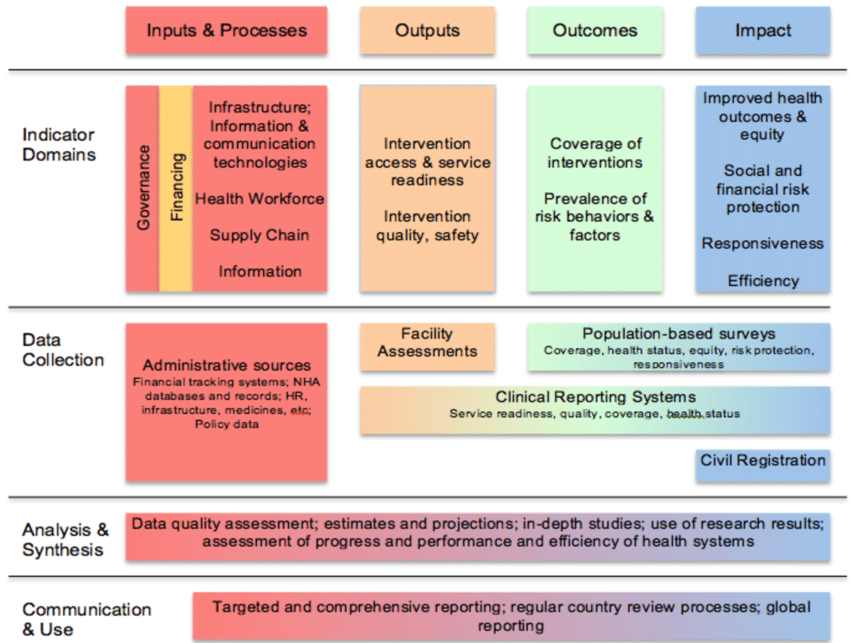 Inputs & Processes
Outputs
Outcomes
Impact
Indicator
Domains
Governance
Financing
Infrastructure;
Information &
communication
technologies
Health Workforce
Supply Chain
Information
Intervention
access & service
readiness
Intervention
quality, safety
Coverage of
interventions
Prevalence of
risk behaviors &
factors
Improved health
outcomes &
equity
Social and
financial risk
protection
Responsiveness
Efficiency
Data
Collection
Administrative sources
Financial tracking systems; NHA
databases and records; HR,
infrastructure, medicines, etc;
Policy data
Facility
Assessments
Population-based surveys
Coverage, health status, equity, risk protection,
responsiveness
Clinical Reporting Systems
Service readiness, quality, coverage, health status
Civil Registration
Analysis &
Synthesis
Data quality assessment; estimates and projections; in-depth studies; use of research results;
assessment of progress and performance and efficiency of health systems
Communication
& Use
Targeted and comprehensive reporting; regular country review processes; global
reporting